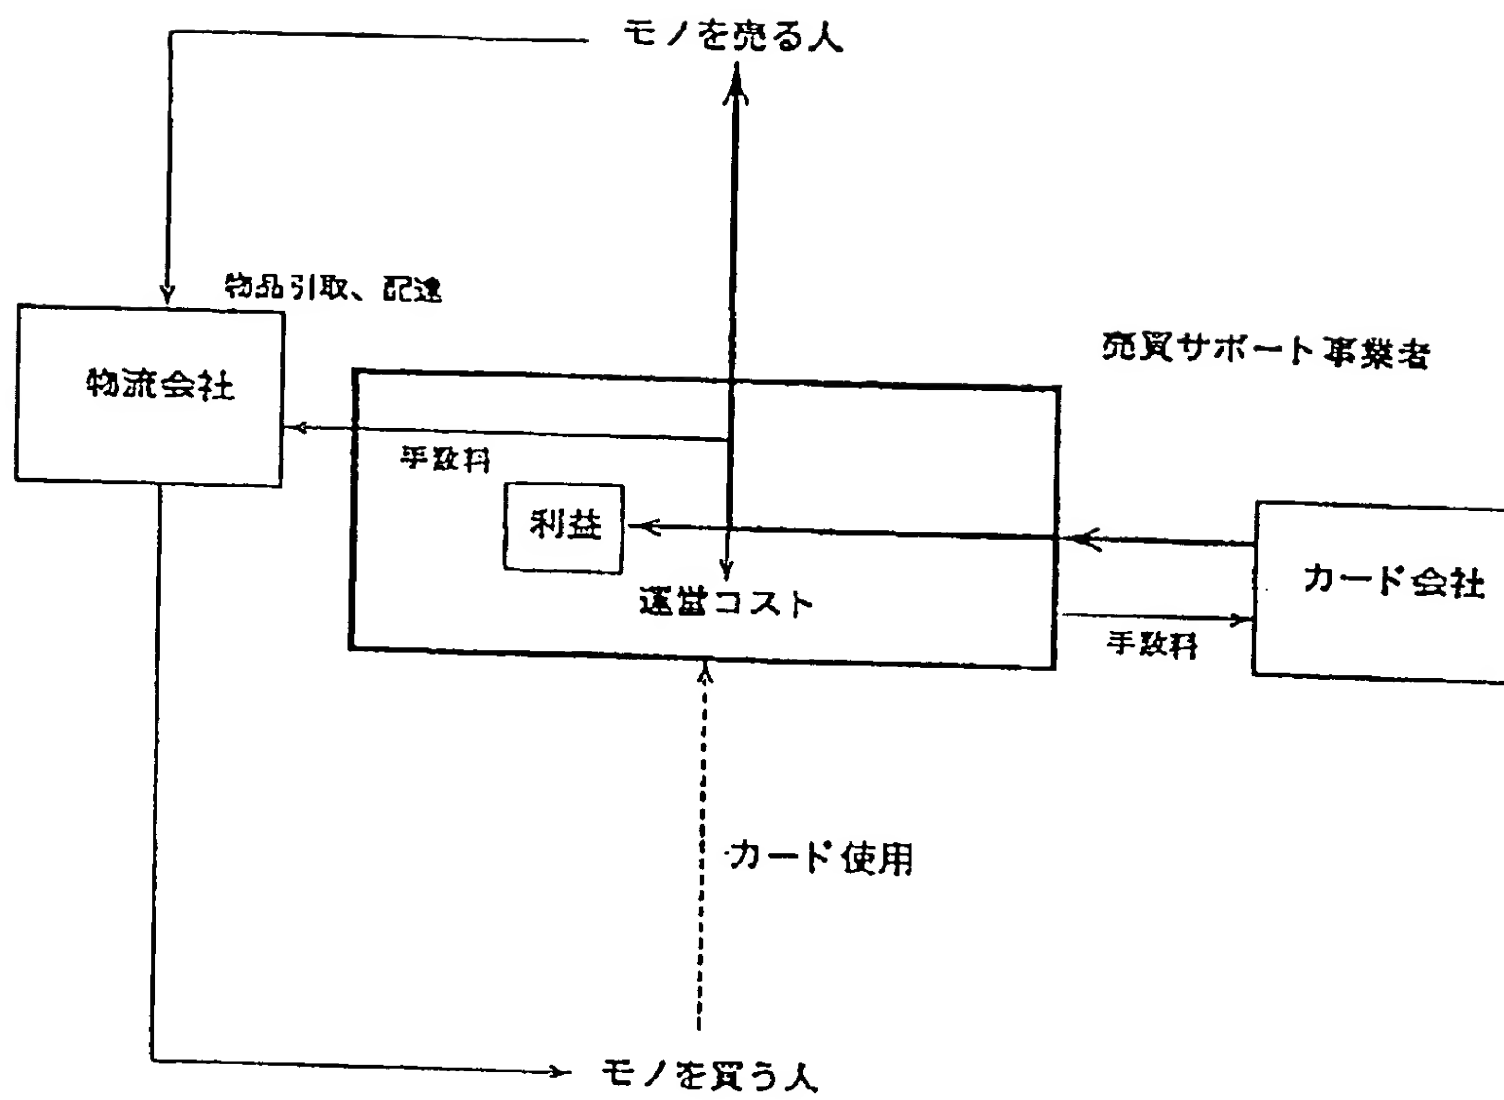 モノを売る人
物品引取、配達
売買サポート事業者
物流会社
手数料
利益
カード会社
運営コスト
手数料
カード使用
モノを買う人